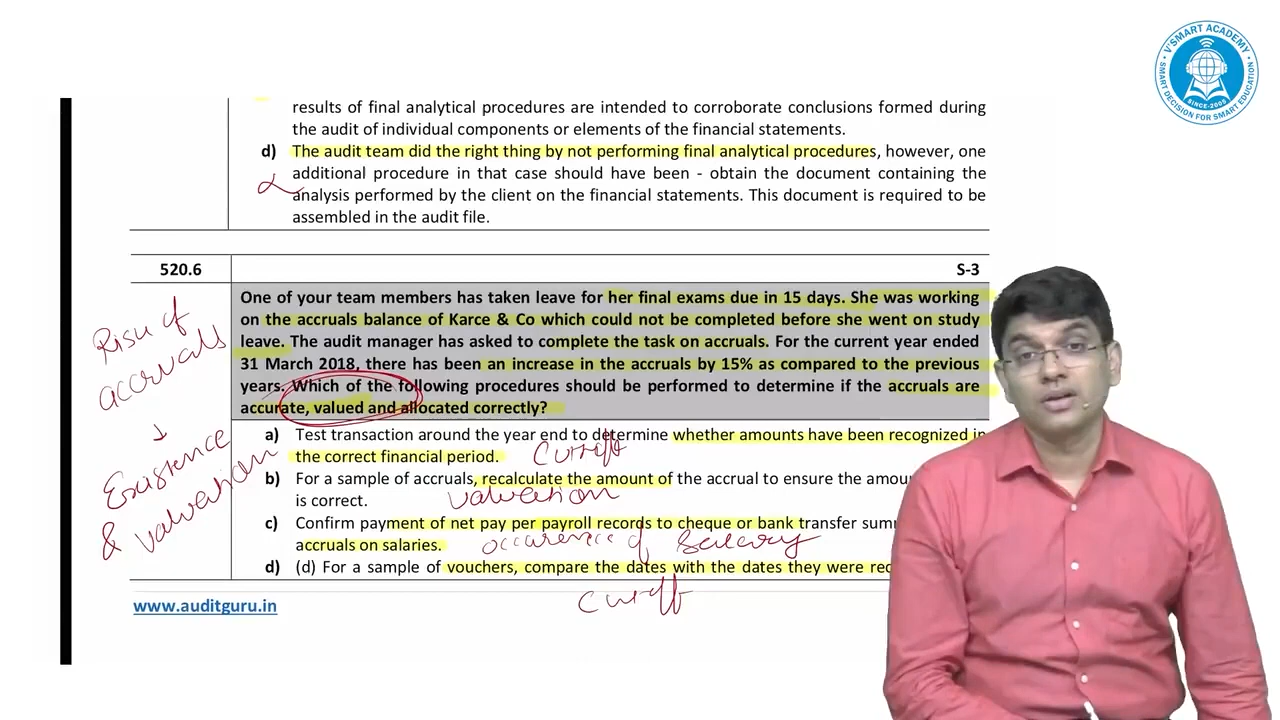 V'SMART ACADEMY
SINCE-2005
SMART DECISION FOR SMART EDUCATION
results of final analytical procedures are intended to corroborate conclusions formed during
the audit of individual components or elements of the financial statements.
d) The audit team did the right thing by not performing final analytical procedures, however, one
additional procedure in that case should have been - obtain the document containing the
analysis performed by the client on the financial statements. This document is required to be
assembled in the audit file.
520.6 S-3
One of your team members has taken leave for her final exams due in 15 days. She was working
on the accruals balance of Karce & Co which could not be completed before she went on study
leave. The audit manager has asked to complete the task on accruals. For the current year ended
31 March 2018, there has been an increase in the accruals by 15% as compared to the previous
years. Which of the following procedures should be performed to determine if the accruals are
accurate, valued and allocated correctly?
Risk of
accruals
Existence
& valuation
a) Test transaction around the year end to determine whether amounts have been recognized in
the correct financial period.
cutoff
b) For a sample of accruals, recalculate the amount of the accrual to ensure the amou
is correct.
valuation
c) Confirm payment of net pay per payroll records to cheque or bank transfer summ
accruals on salaries.
occurence of salary
d) (d) For a sample of vouchers, compare the dates with the dates they were rec
cutoff
www.auditguru.in